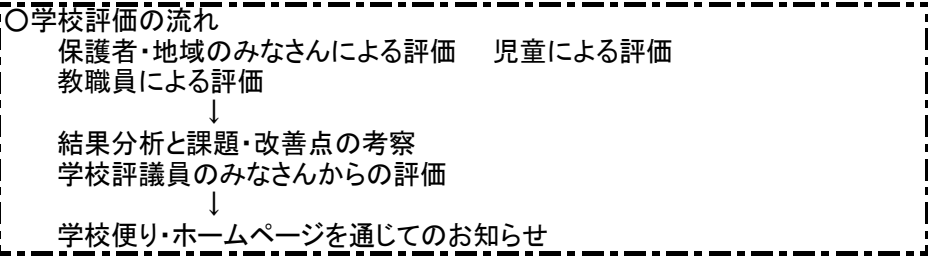 ○学校評価の流れ
保護者・地域のみなさんによる評価　児童による評価
教職員による評価
↓
結果分析と課題・改善点の考察
学校評議員のみなさんからの評価
↓
学校便り・ホームページを通じてのお知らせ